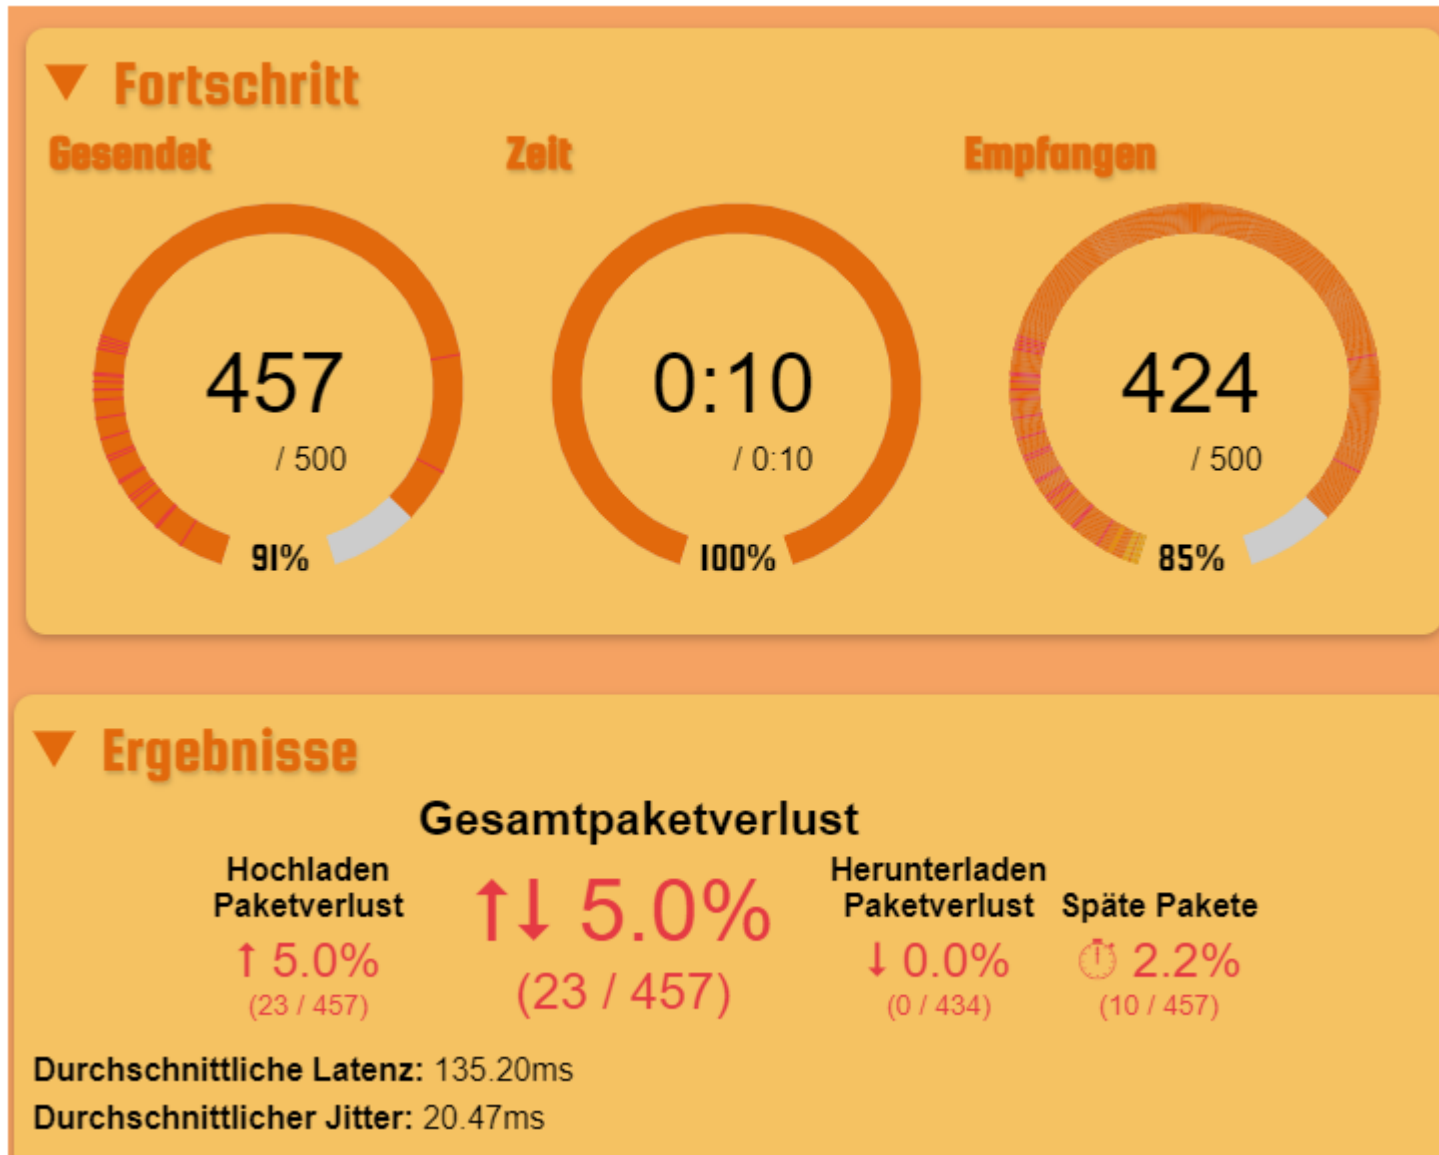 ▼ Fortschritt
Gesendet
457
/ 500
91%
Zeit
0:10
/ 0:10
100%
Empfangen
424
/ 500
85%
▼ Ergebnisse
Gesamtpaketverlust
Hochladen
Paketverlust
↑ 5.0%
(23 / 457)
↑↓ 5.0%
(23 / 457)
Herunterladen
Paketverlust
↓ 0.0%
(0 / 434)
Späte Pakete
⏱ 2.2%
(10 / 457)
Durchschnittliche Latenz: 135.20ms
Durchschnittlicher Jitter: 20.47ms